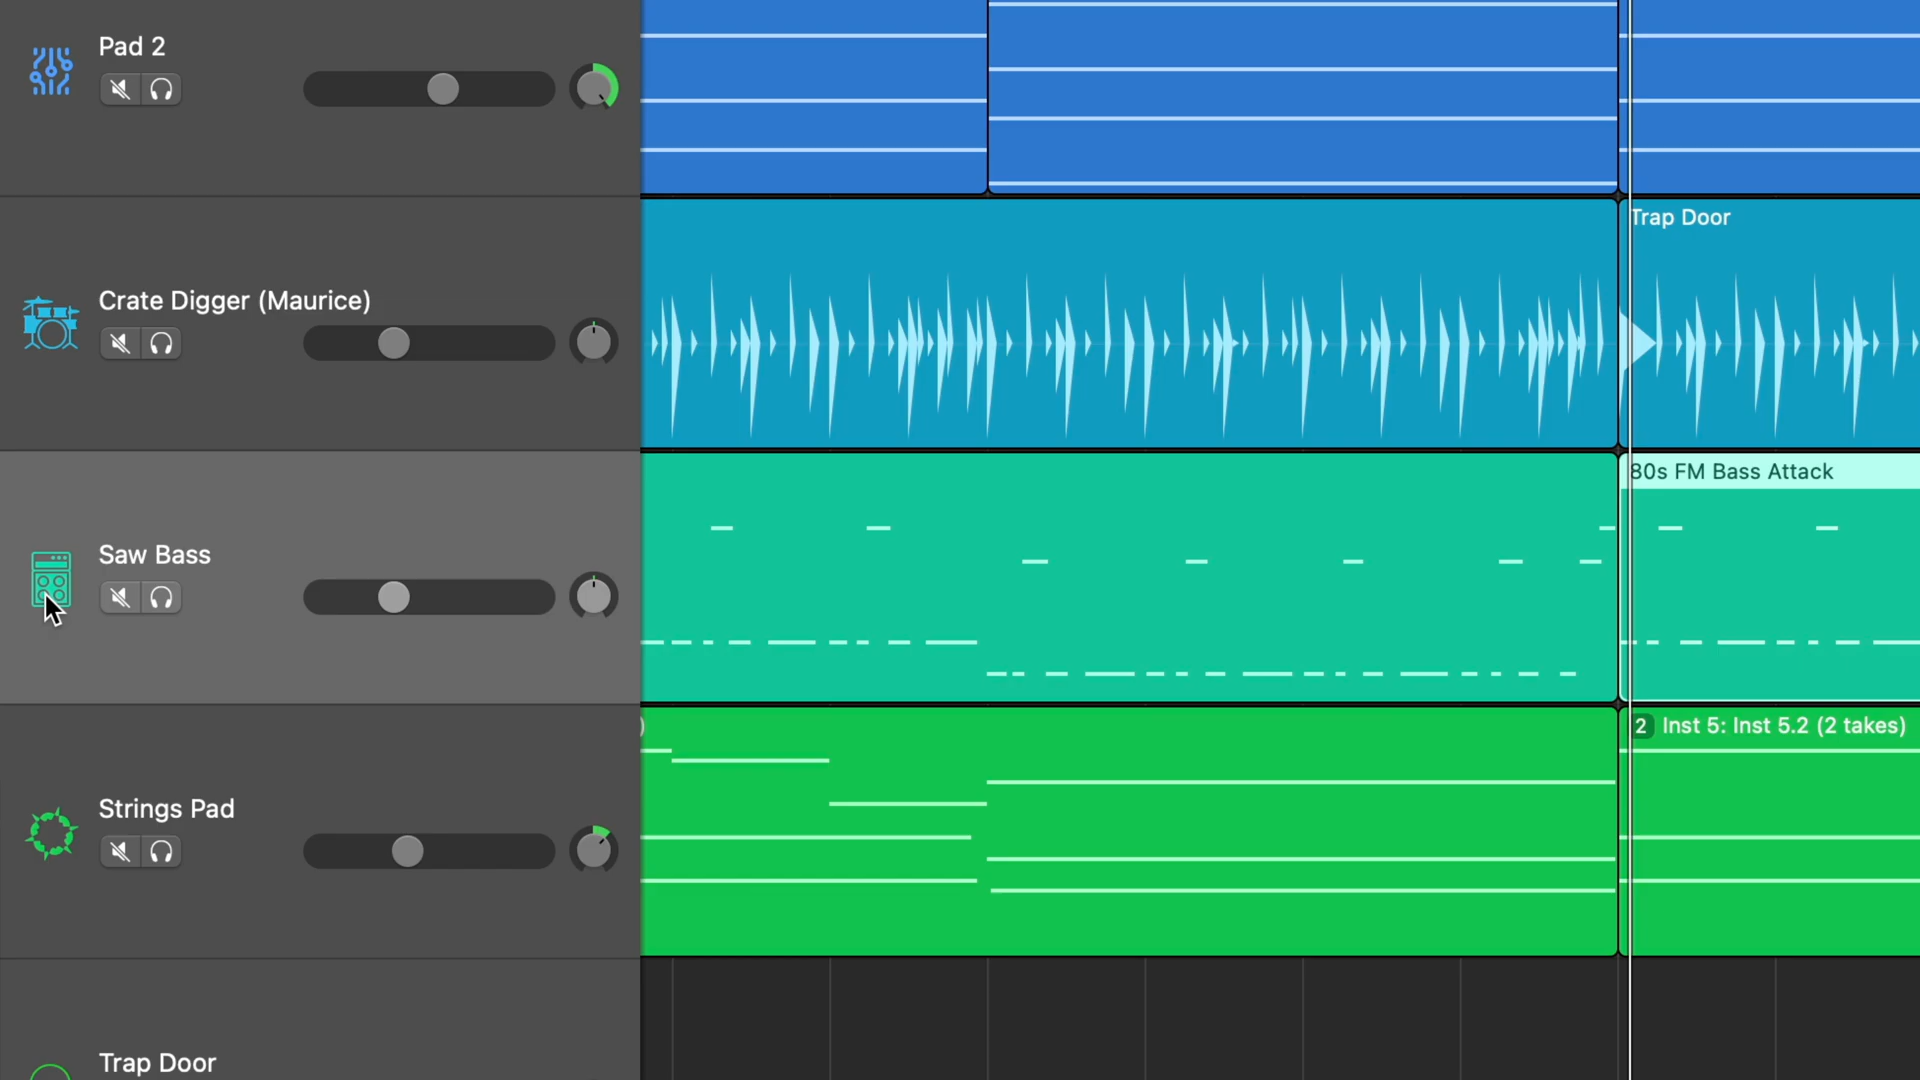 Pad 2
Crate Digger (Maurice)
Trap Door
Saw Bass
80s FM Bass Attack
Strings Pad
)
2 Inst 5: Inst 5.2 (2 takes)
Trap Door